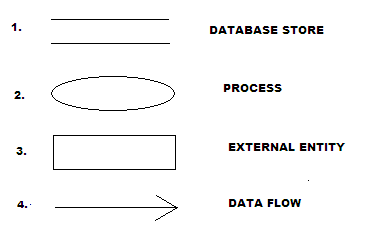 1. DATABASE STORE
2. PROCESS
3. EXTERNAL ENTITY
4. DATA FLOW